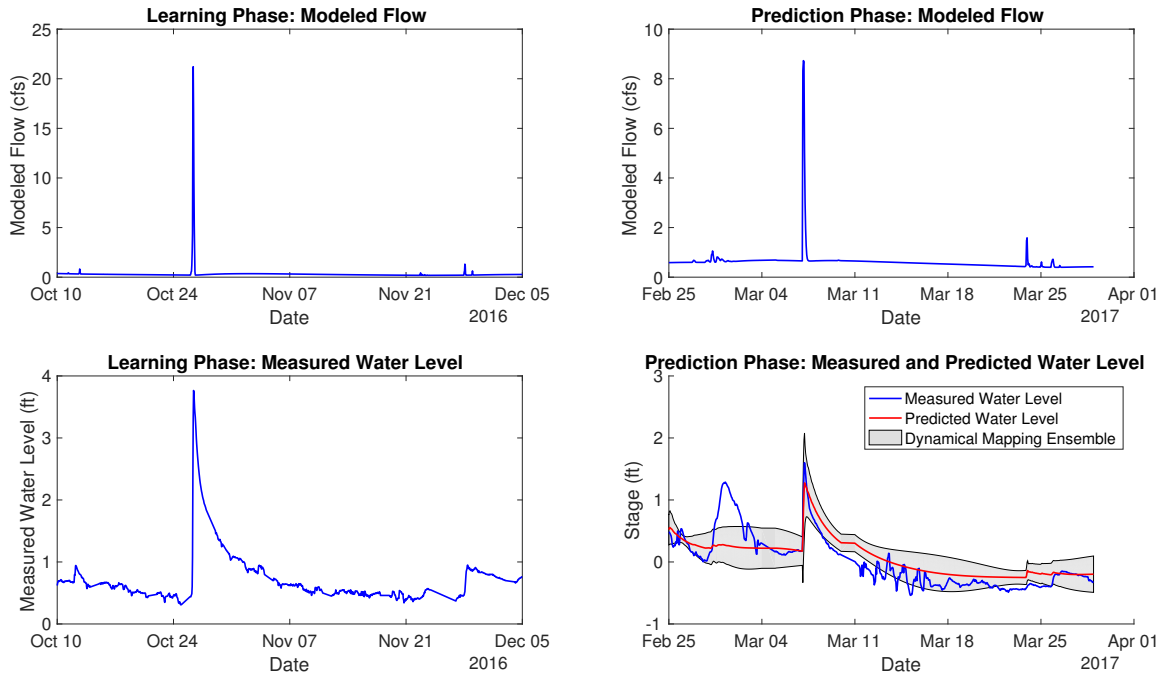 Learning Phase: Modeled Flow
25
20
15
10
5
0
Modeled Flow (cfs)
Oct 10 Oct 24 Nov 07 Nov 21 Dec 05
Date
2016
Prediction Phase: Modeled Flow
10
8
6
4
2
0
Modeled Flow (cfs)
Feb 25 Mar 04 Mar 11 Mar 18 Mar 25 Apr 01
Date
2017
Learning Phase: Measured Water Level
4
3
2
1
0
Measured Water Level (ft)
Oct 10 Oct 24 Nov 07 Nov 21 Dec 05
Date
2016
Prediction Phase: Measured and Predicted Water Level
3
2
1
0
-1
Stage (ft)
Measured Water Level
Predicted Water Level
Dynamical Mapping Ensemble
Feb 25 Mar 04 Mar 11 Mar 18 Mar 25 Apr 01
Date
2017